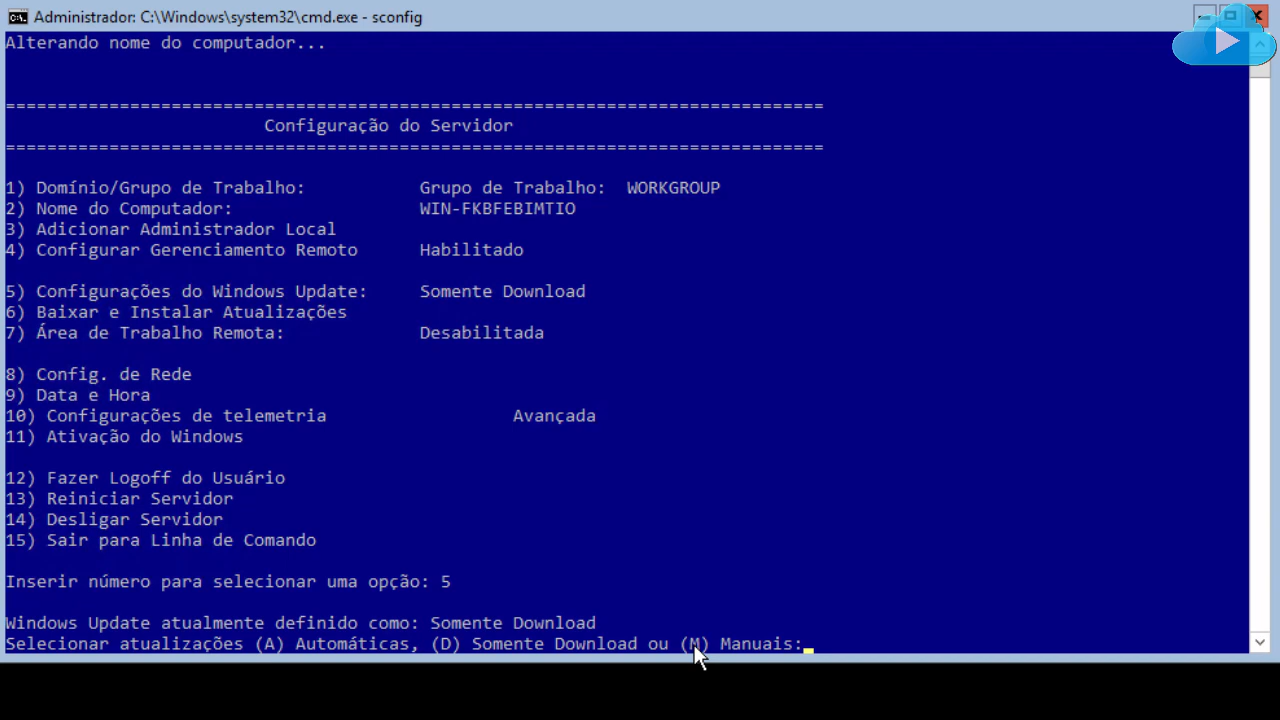 Administrador: C:\Windows\system32\cmd.exe - sconfig
Alterando nome do computador...
===============================================================================
Configuração do Servidor
===============================================================================
1) Domínio/Grupo de Trabalho: Grupo de Trabalho: WORKGROUP
2) Nome do Computador: WIN-FKBFEBIMTIO
3) Adicionar Administrador Local
4) Configurar Gerenciamento Remoto Habilitado
5) Configurações do Windows Update: Somente Download
6) Baixar e Instalar Atualizações
7) Área de Trabalho Remota: Desabilitada
8) Config. de Rede
9) Data e Hora
10) Configurações de telemetria Avançada
11) Ativação do Windows
12) Fazer Logoff do Usuário
13) Reiniciar Servidor
14) Desligar Servidor
15) Sair para Linha de Comando
Inserir número para selecionar uma opção: 5
Windows Update atualmente definido como: Somente Download
Selecionar atualizações (A) Automáticas, (D) Somente Download ou (M) Manuais: